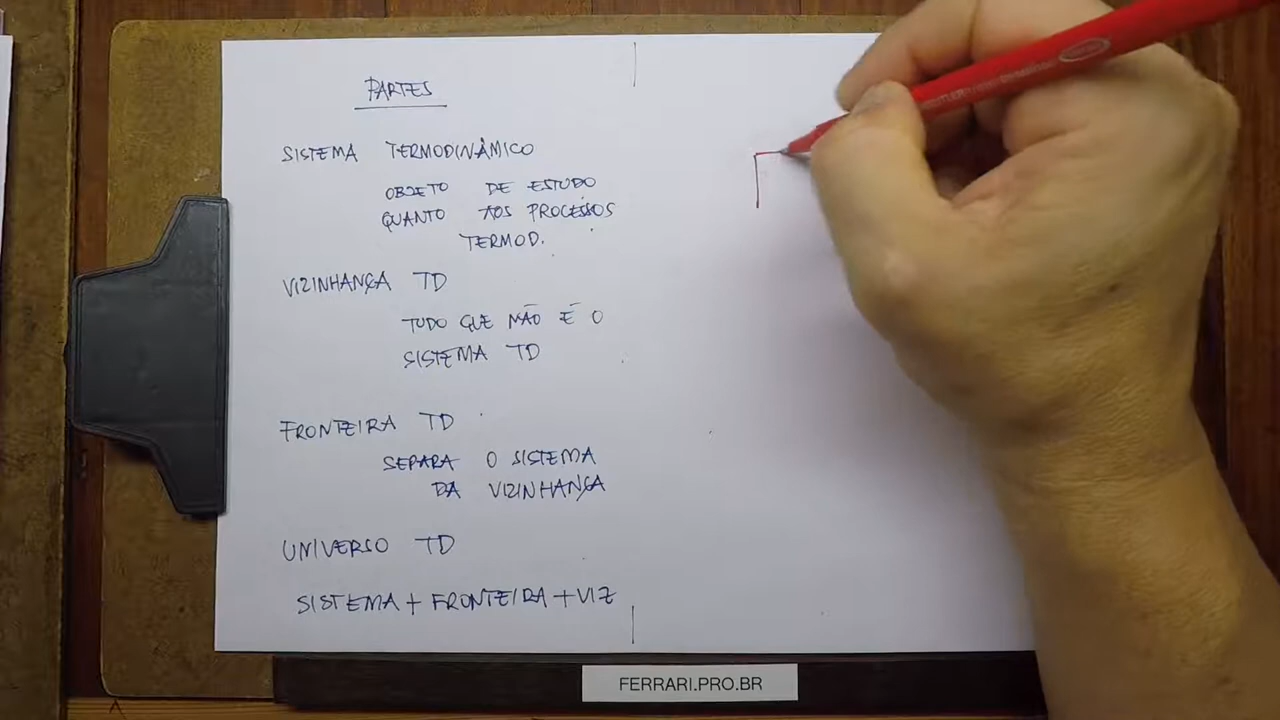 PARTES
SISTEMA TERMODINÂMICO
OBJETO DE ESTUDO
QUANTO AOS PROCESSOS
TERMOD.
VIZINHANÇA TD
TUDO QUE NÃO É O
SISTEMA TD
FRONTEIRA TD
SEPARA O SISTEMA
DA VIZINHANÇA
UNIVERSO TD
SISTEMA + FRONTEIRA + VIZ
FERRARI.PRO.BR